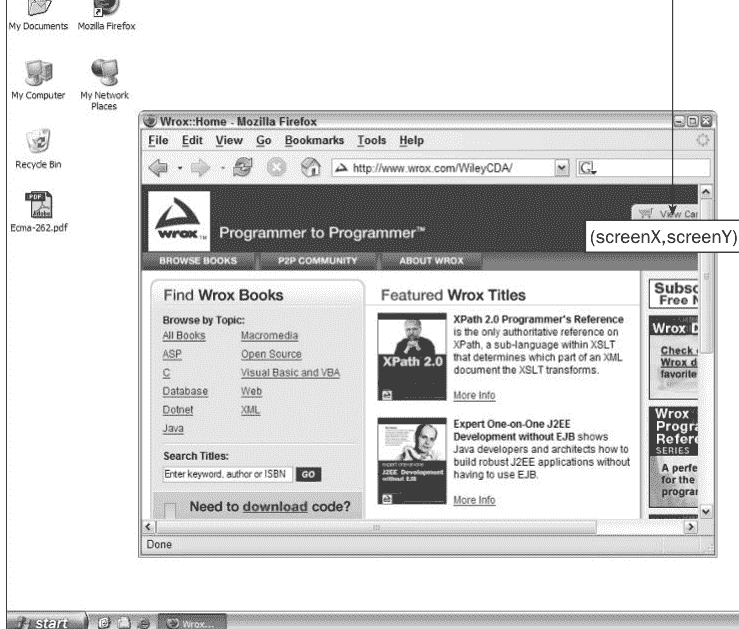 My Documents
Mozilla Firefox
My Computer
My Network
Places
Recycle Bin
PDF
Adobe
Ecma-262.pdf
Wrox::Home - Mozilla Firefox
File Edit View Go Bookmarks Tools Help
http://www.wrox.com/WileyCDA/
G
wrox
Programmer to Programmer™
View Car
(screenX,screenY)
BROWSE BOOKS P2P COMMUNITY ABOUT WROX
Find Wrox Books
Browse by Topic:
All Books Macromedia
ASP Open Source
C Visual Basic and VBA
Database Web
Dotnet XML
Java
Search Titles:
Enter keyword, author or ISBN GO
Need to download code?
Featured Wrox Titles
XPath 2.0
XPath 2.0 Programmer's Reference
is the only authoritative reference on
XPath, a sub-language within XSLT
that determines which part of an XML
document the XSLT transforms.
More Info
J2EE Development
without EJB
Expert One-on-One J2EE
Development without EJB shows
Java developers and architects how to
build robust J2EE applications without
having to use EJB.
More Info
Subsc
Free N
Wrox D
Check
Wrox d
favorite
Wrox
Progra
Refere
SERIES
A perfe
for the
program
Done
start
Wrox...